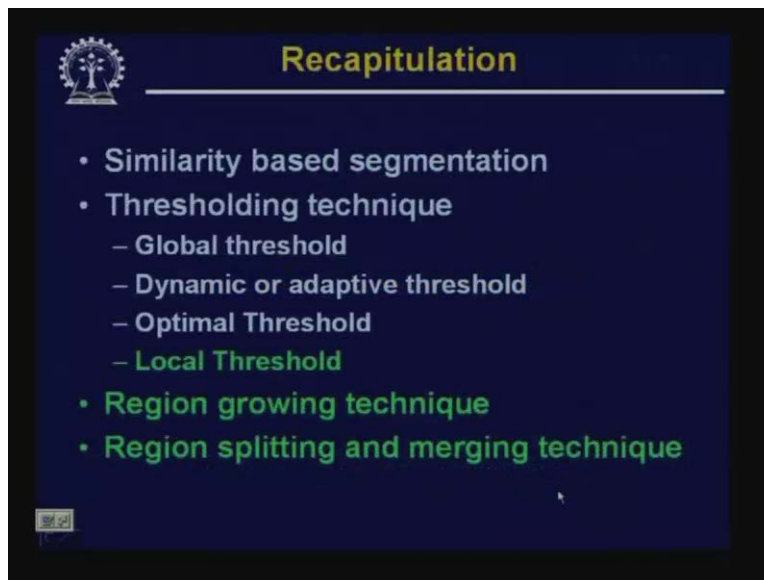 Recapitulation
• Similarity based segmentation
• Thresholding technique
– Global threshold
– Dynamic or adaptive threshold
– Optimal Threshold
– Local Threshold
• Region growing technique
• Region splitting and merging technique